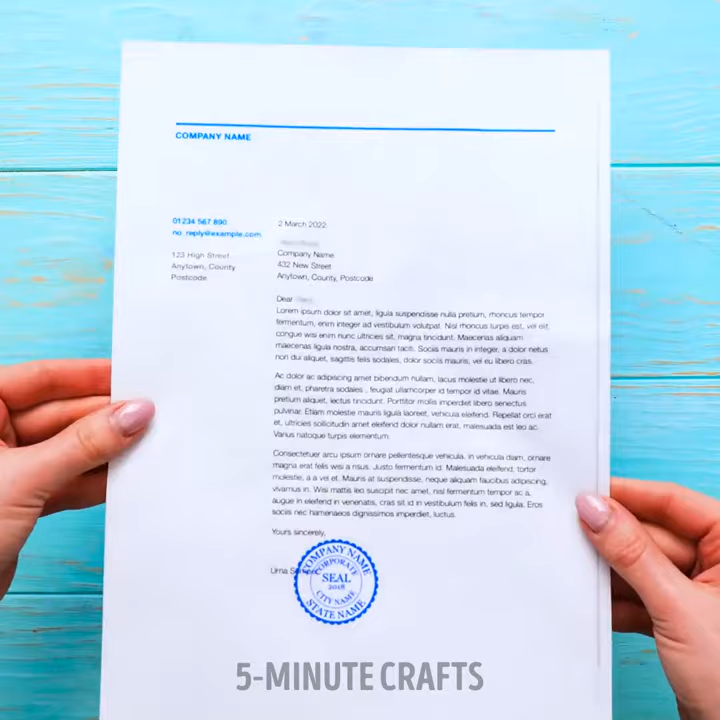 COMPANY NAME
01234 567 890
no_reply@example.com
123 High Street
Anytown, County
Postcode
2 March 2022
Company Name
432 New Street
Anytown, County, Postcode
Dear
Lorem ipsum dolor sit amet, ligula suspendisse nulla pretium, rhoncus tempor
fermentum, enim integer ad vestibulum volutpat. Nisl rhoncus turpis est, vel elit,
congue wisi enim nunc ultricies sit, magna tincidunt. Maecenas aliquam
maecenas ligula nostra, accumsan taciti. Sociis mauris in integer, a dolor netus
non dui aliquet, sagittis felis sodales, dolor sociis mauris, vel eu libero cras.
Ac dolor ac adipiscing amet bibendum nullam, lacus molestie ut libero nec,
diam et, pharetra sodales , feugiat ullamcorper id tempor id vitae. Mauris
pretium aliquet, lectus tincidunt. Porttitor mollis imperdiet libero senectus
pulvinar. Etiam molestie mauris ligula laoreet, vehicula eleifend. Repellat orci erat
et, ultricies sollicitudin amet eleifend dolor nullam erat, malesuada est leo ac.
Varius natoque turpis elementum.
Consectetuer arcu ipsum ornare pellentesque vehicula, in vehicula diam, ornare
magna erat felis wisi a risus. Justo fermentum id. Malesuada eleifend, tortor
molestie, a a vel et. Mauris at suspendisse, neque aliquam faucibus adipiscing,
vivamus in. Wisi mattis leo suscipit nec amet, nisl fermentum tempor ac a,
augue in eleifend in venenatis, cras sit id in vestibulum felis in, sed ligula. Eros
sociis nec hamenaeos dignissimos imperdiet, luctus.
Yours sincerely,
Urna
COMPANY NAME
CORPORATE
SEAL
2018
CITY NAME
STATE NAME
5-MINUTE CRAFTS